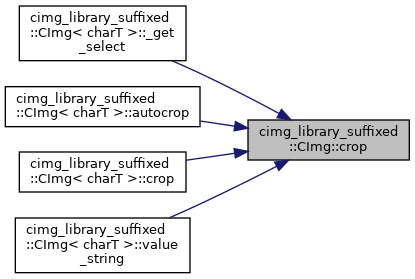 cimg_library_suffixed
::CImg< charT >::_get
_select
cimg_library_suffixed
::CImg< charT >::autocrop
cimg_library_suffixed
::CImg::crop
cimg_library_suffixed
::CImg< charT >::crop
cimg_library_suffixed
::CImg< charT >::value
_string